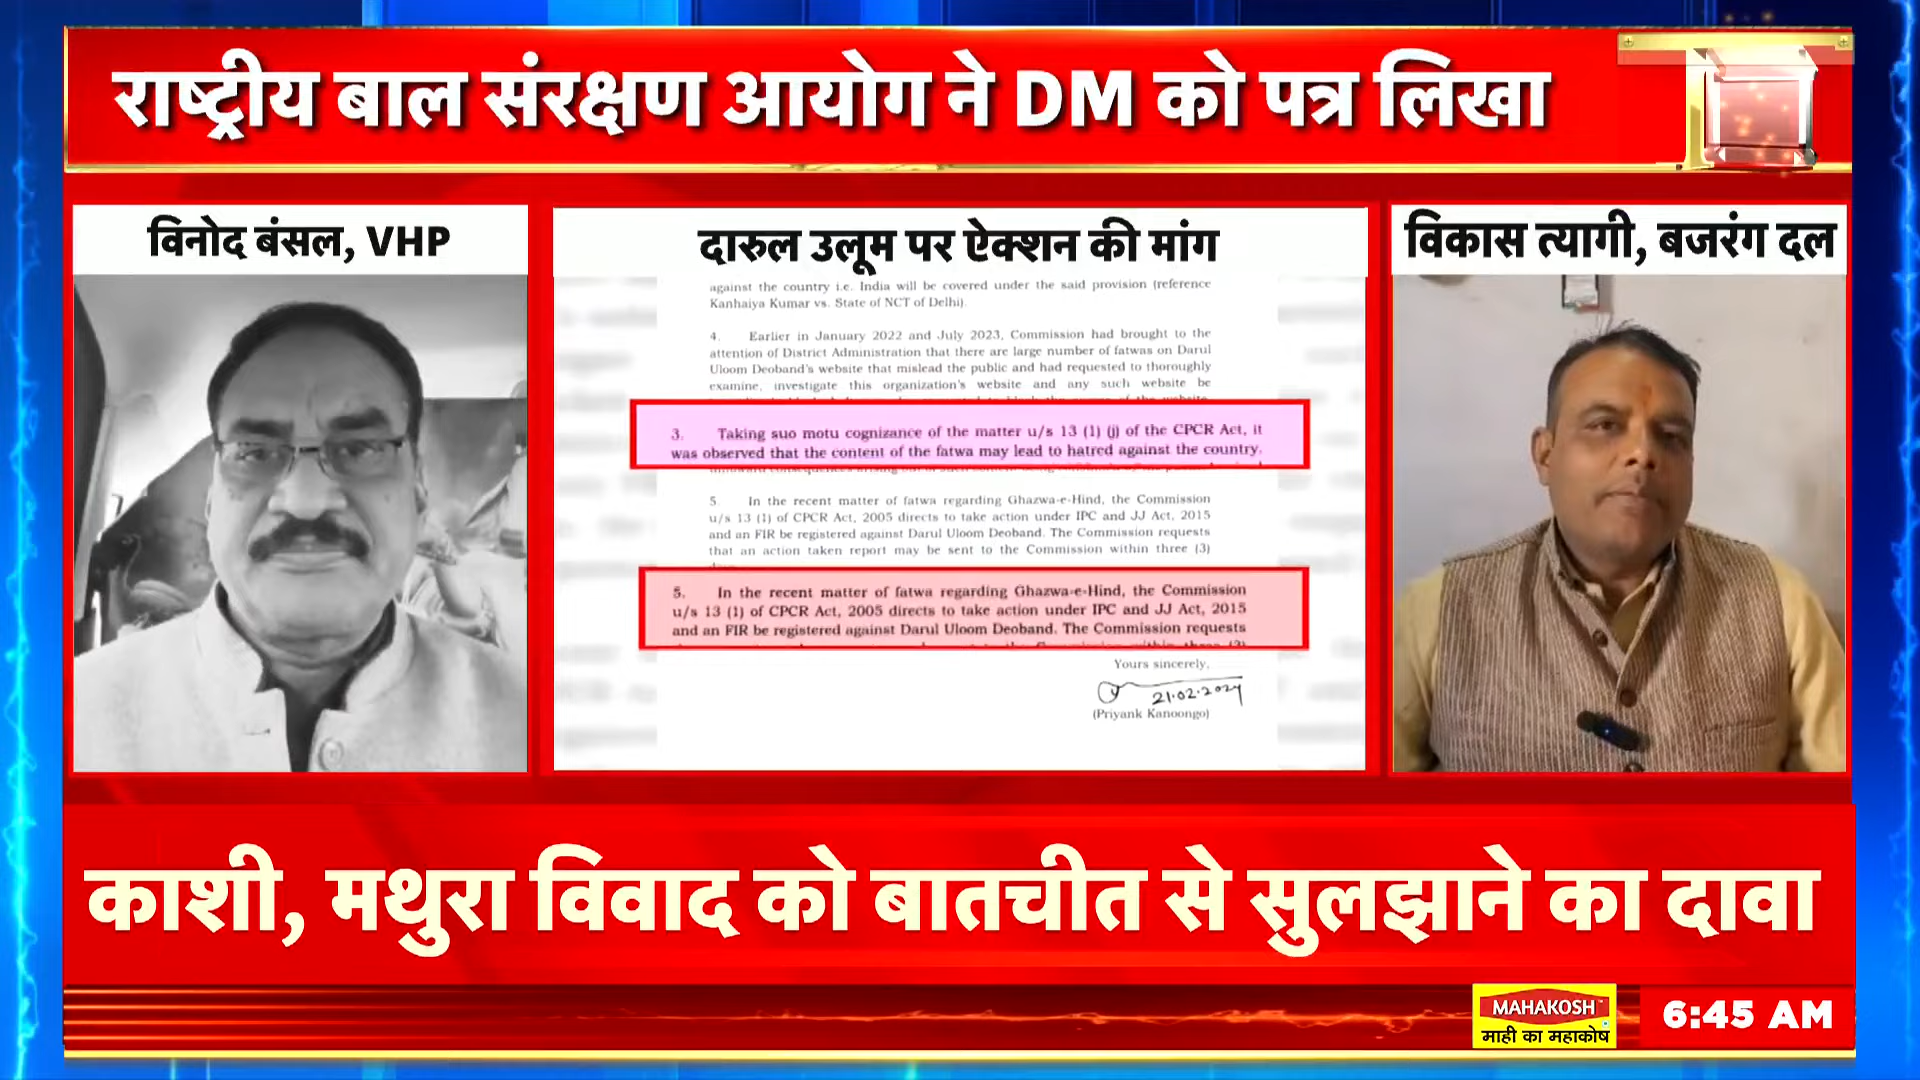 राष्ट्रीय बाल संरक्षण आयोग ने DM को पत्र लिखा
विनोद बंसल, VHP
दारुल उलूम पर ऐक्शन की मांग
विकास त्यागी, बजरंग दल
against the country i.e. India will be covered under the said provision (reference
Kanhaiya Kumar vs. State of NCT of Delhi).
4. Earlier in January 2022 and July 2023, Commission had brought to the
attention of District Administration that there are large number of fatwas on Darul
Uloom Deoband's website that mislead the public and had requested to thoroughly
examine, investigate this organization's website and any such website be
3. Taking suo motu cognizance of the matter u/s 13 (1) (j) of the CPCR Act, it
was observed that the content of the fatwa may lead to hatred against the country.
5. In the recent matter of fatwa regarding Ghazwa-e-Hind, the Commission
u/s 13 (1) of CPCR Act, 2005 directs to take action under IPC and JJ Act, 2015
and an FIR be registered against Darul Uloom Deoband. The Commission requests
that an action taken report may be sent to the Commission within three (3)
5. In the recent matter of fatwa regarding Ghazwa-e-Hind, the Commission
u/s 13 (1) of CPCR Act, 2005 directs to take action under IPC and JJ Act, 2015
and an FIR be registered against Darul Uloom Deoband. The Commission requests
Yours sincerely,
21.02.2024
(Priyank Kanoongo)
काशी, मथुरा विवाद को बातचीत से सुलझाने का दावा
MAHAKOSH
माही का महाकोष
6:45 AM